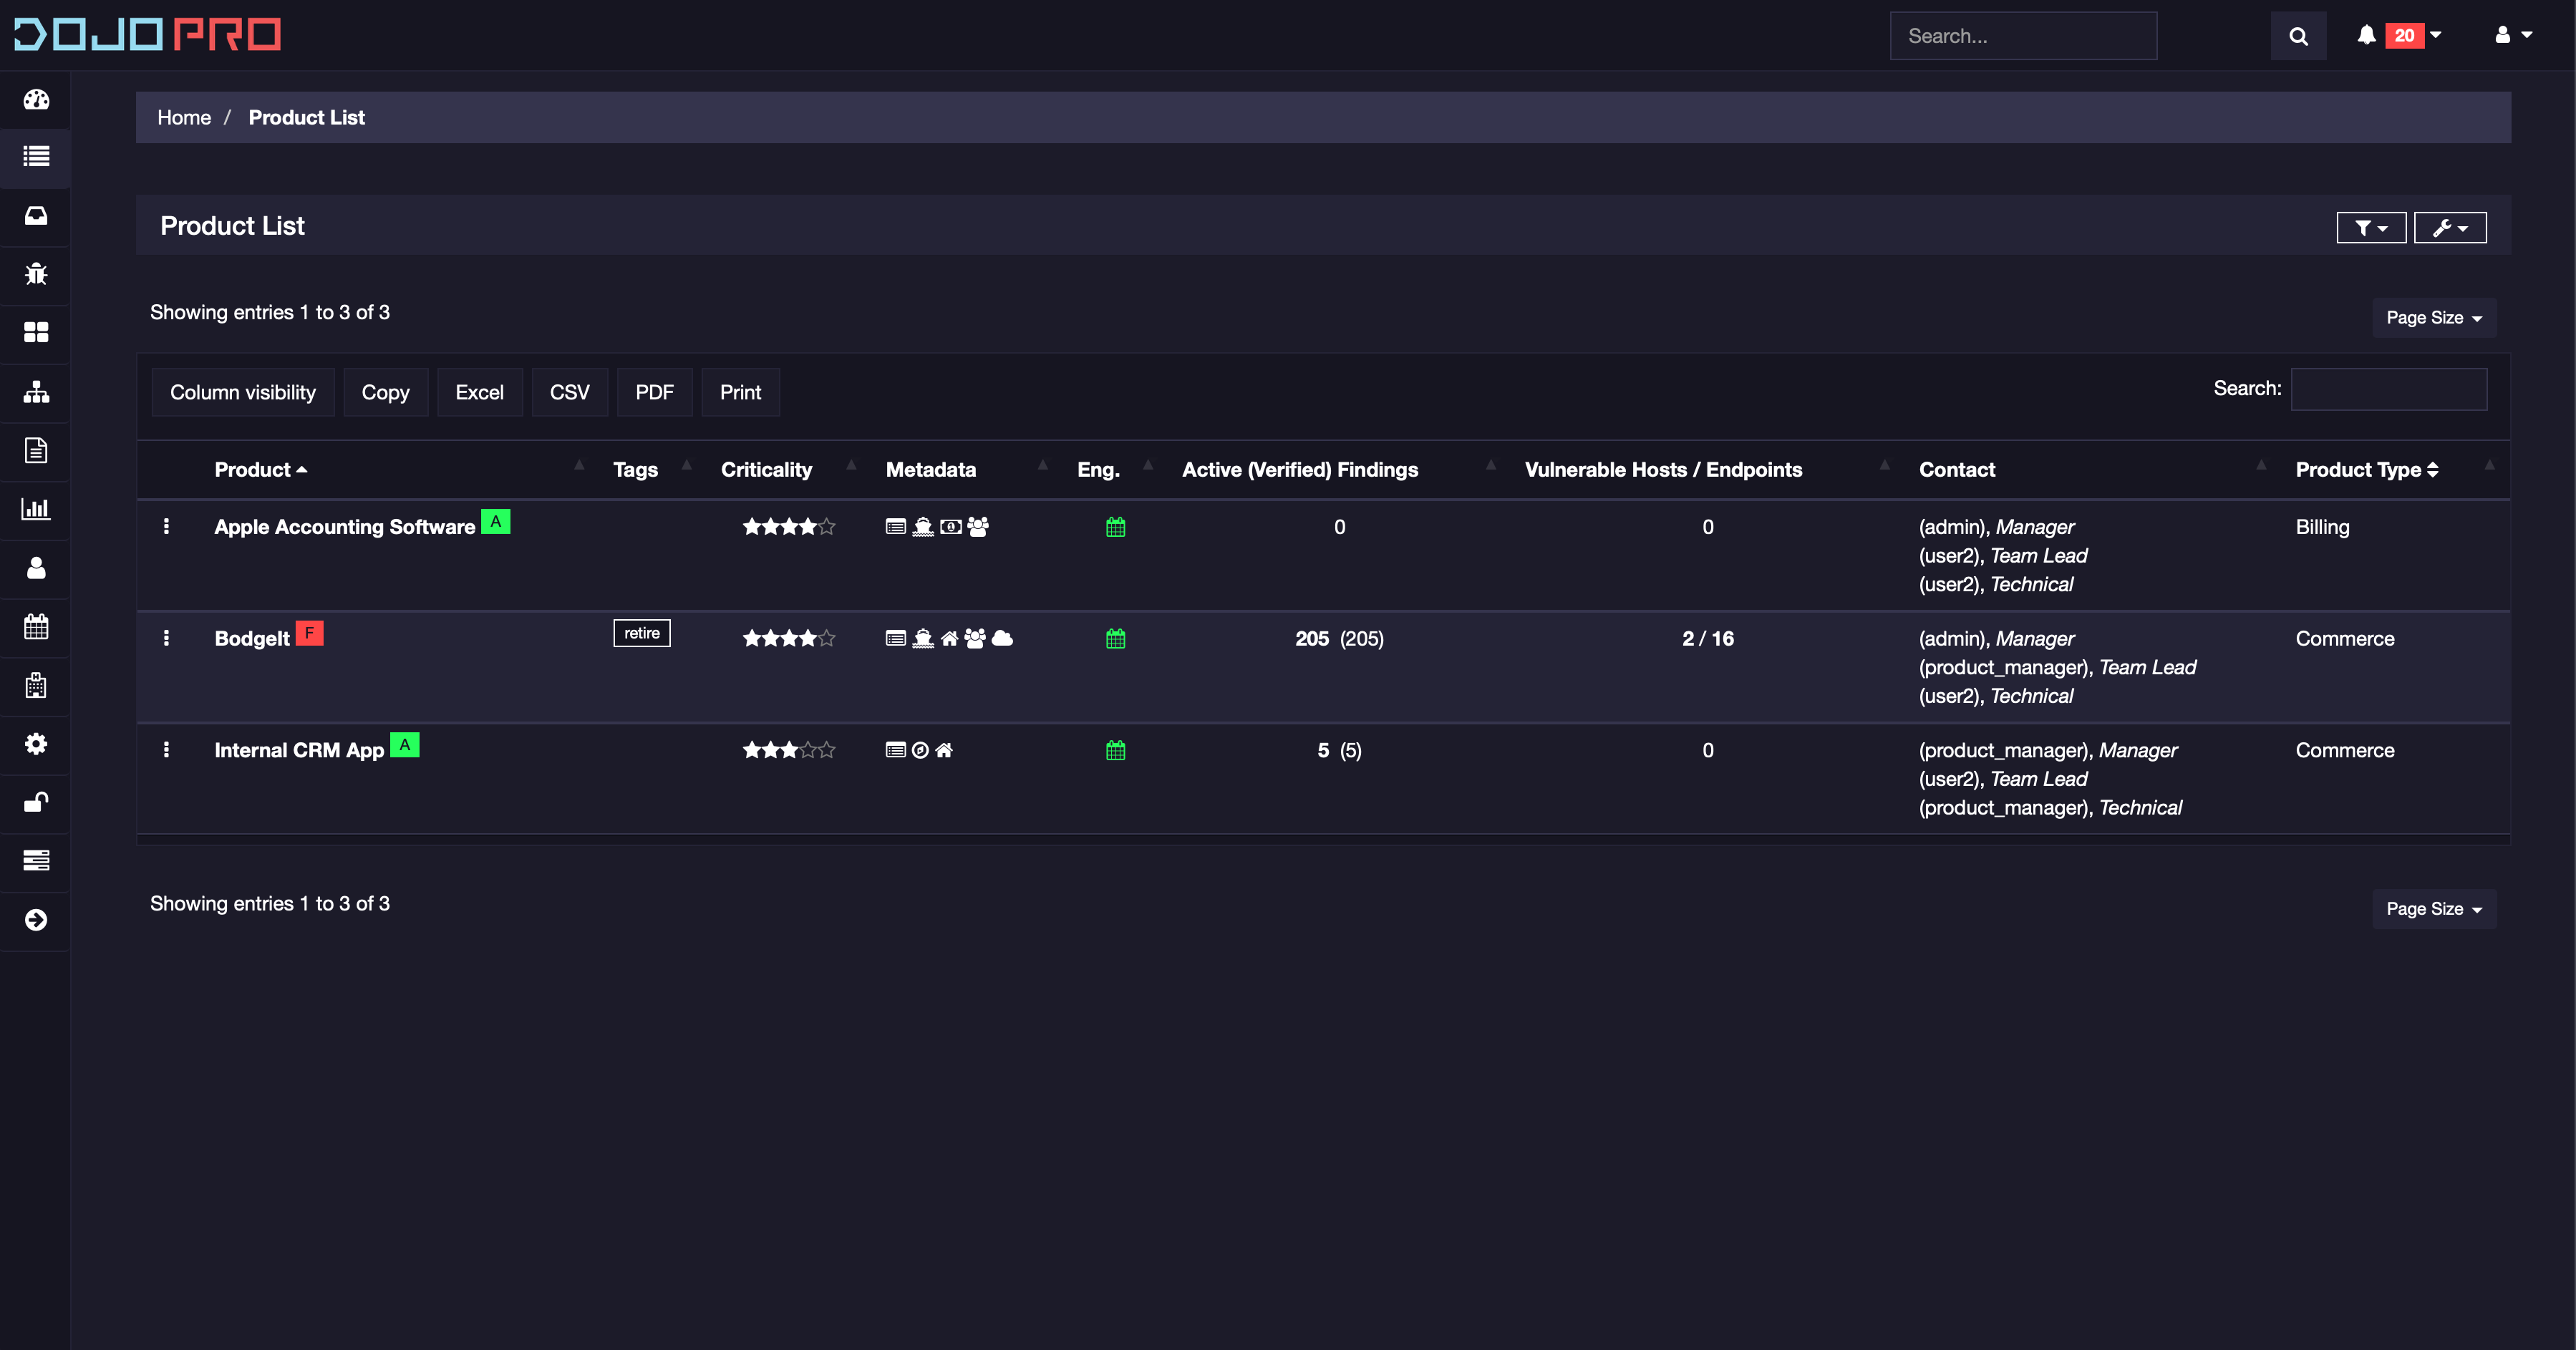 DOJO PRO
Search...
20
Home / Product List
Product List
Showing entries 1 to 3 of 3
Page Size
Column visibility Copy Excel CSV PDF Print
Search:
Product Tags Criticality Metadata Eng. Active (Verified) Findings Vulnerable Hosts / Endpoints Contact Product Type
Apple Accounting Software A 0 0 (admin), Manager Billing
(user2), Team Lead
(user2), Technical
BodgeIt F retire 205 (205) 2 / 16 (admin), Manager Commerce
(product_manager), Team Lead
(user2), Technical
Internal CRM App A 5 (5) 0 (product_manager), Manager Commerce
(user2), Team Lead
(product_manager), Technical
Showing entries 1 to 3 of 3
Page Size